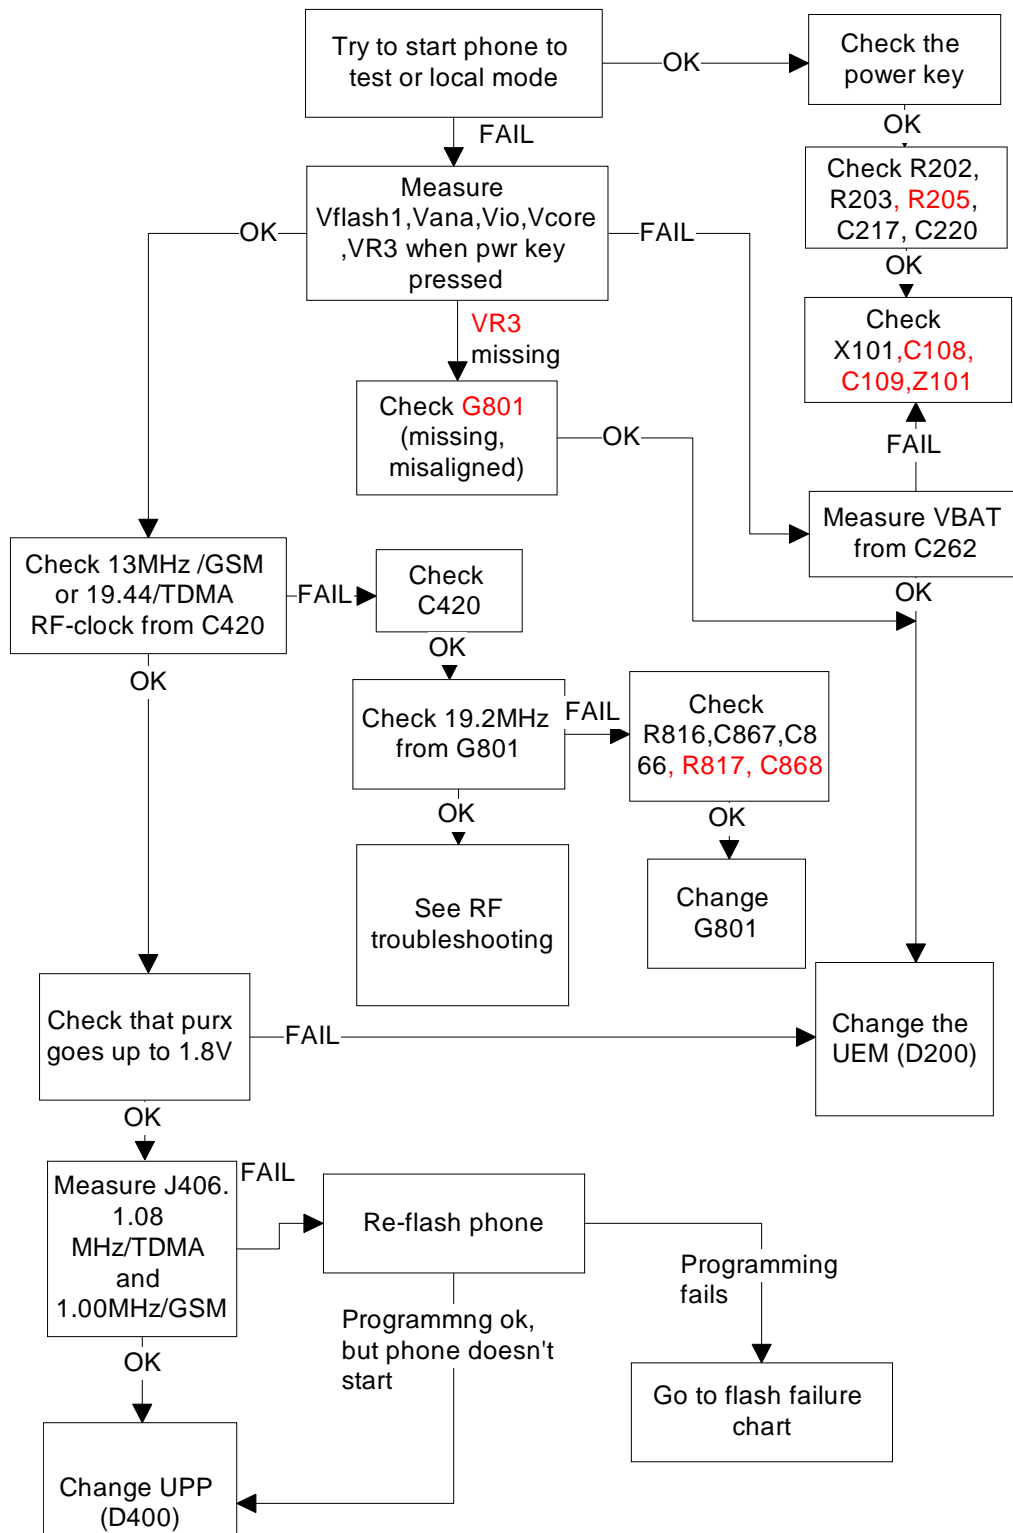 Try to start phone to
test or local mode
OK
Check the
power key
FAIL
OK
Measure
Vflash1,Vana,Vio,Vcore
,VR3 when pwr key
pressed
OK
FAIL
Check R202,
R203, R205,
C217, C220
OK
VR3
missing
Check
X101,C108,
C109,Z101
Check G801
(missing,
misaligned)
OK
FAIL
Measure VBAT
from C262
OK
Check 13MHz /GSM
or 19.44/TDMA
RF-clock from C420
FAIL
Check
C420
OK
OK
Check 19.2MHz
from G801
FAIL
Check
R816,C867,C8
66, R817, C868
OK
OK
See RF
troubleshooting
Change
G801
Check that purx
goes up to 1.8V
FAIL
Change the
UEM (D200)
OK
Measure J406.
1.08
MHz/TDMA
and
1.00MHz/GSM
FAIL
Re-flash phone
Programming
fails
Programmng ok,
but phone doesn't
start
OK
Go to flash failure
chart
Change UPP
(D400)